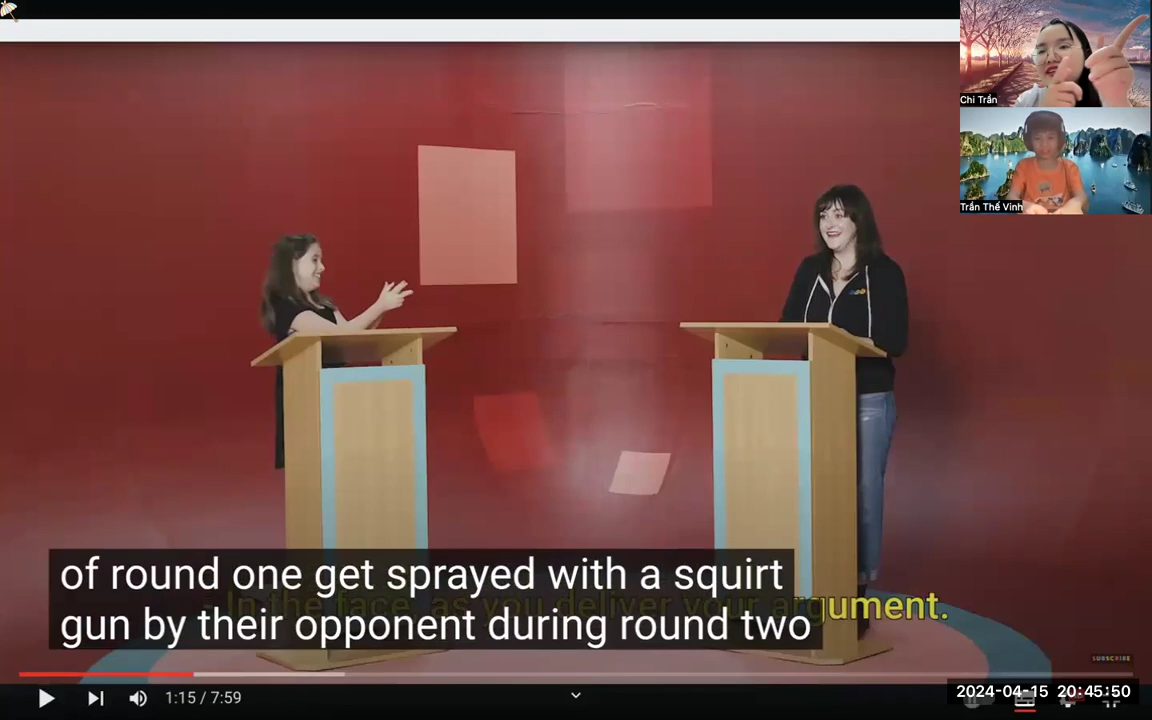 Chi Trần
Trần Thế Vinh
of round one get sprayed with a squirt
gun by their opponent during round two
In the face, as you deliver your argument.
SUBSCRIBE
1:15 / 7:59
2024-04-15 20:45:50